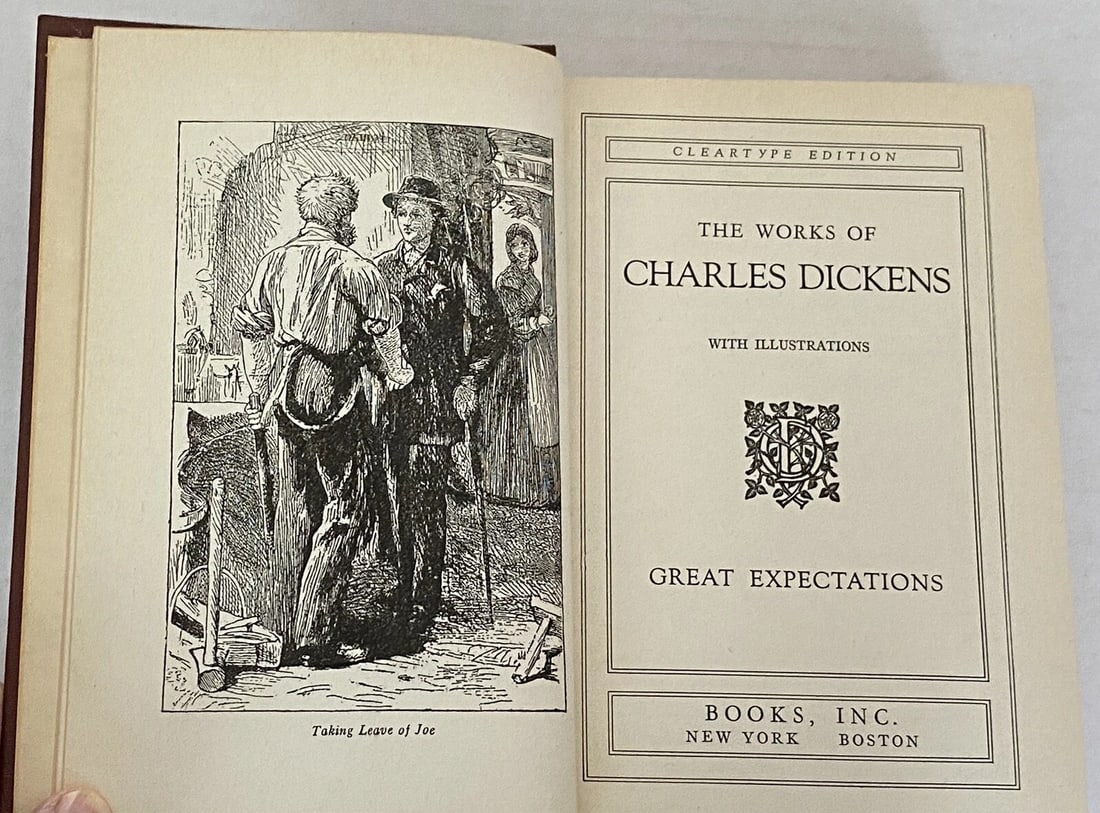 Taking Leave of Joe
CLEARTYPE EDITION
THE WORKS OF
CHARLES DICKENS
WITH ILLUSTRATIONS
GREAT EXPECTATIONS
BOOKS, INC.
NEW YORK BOSTON